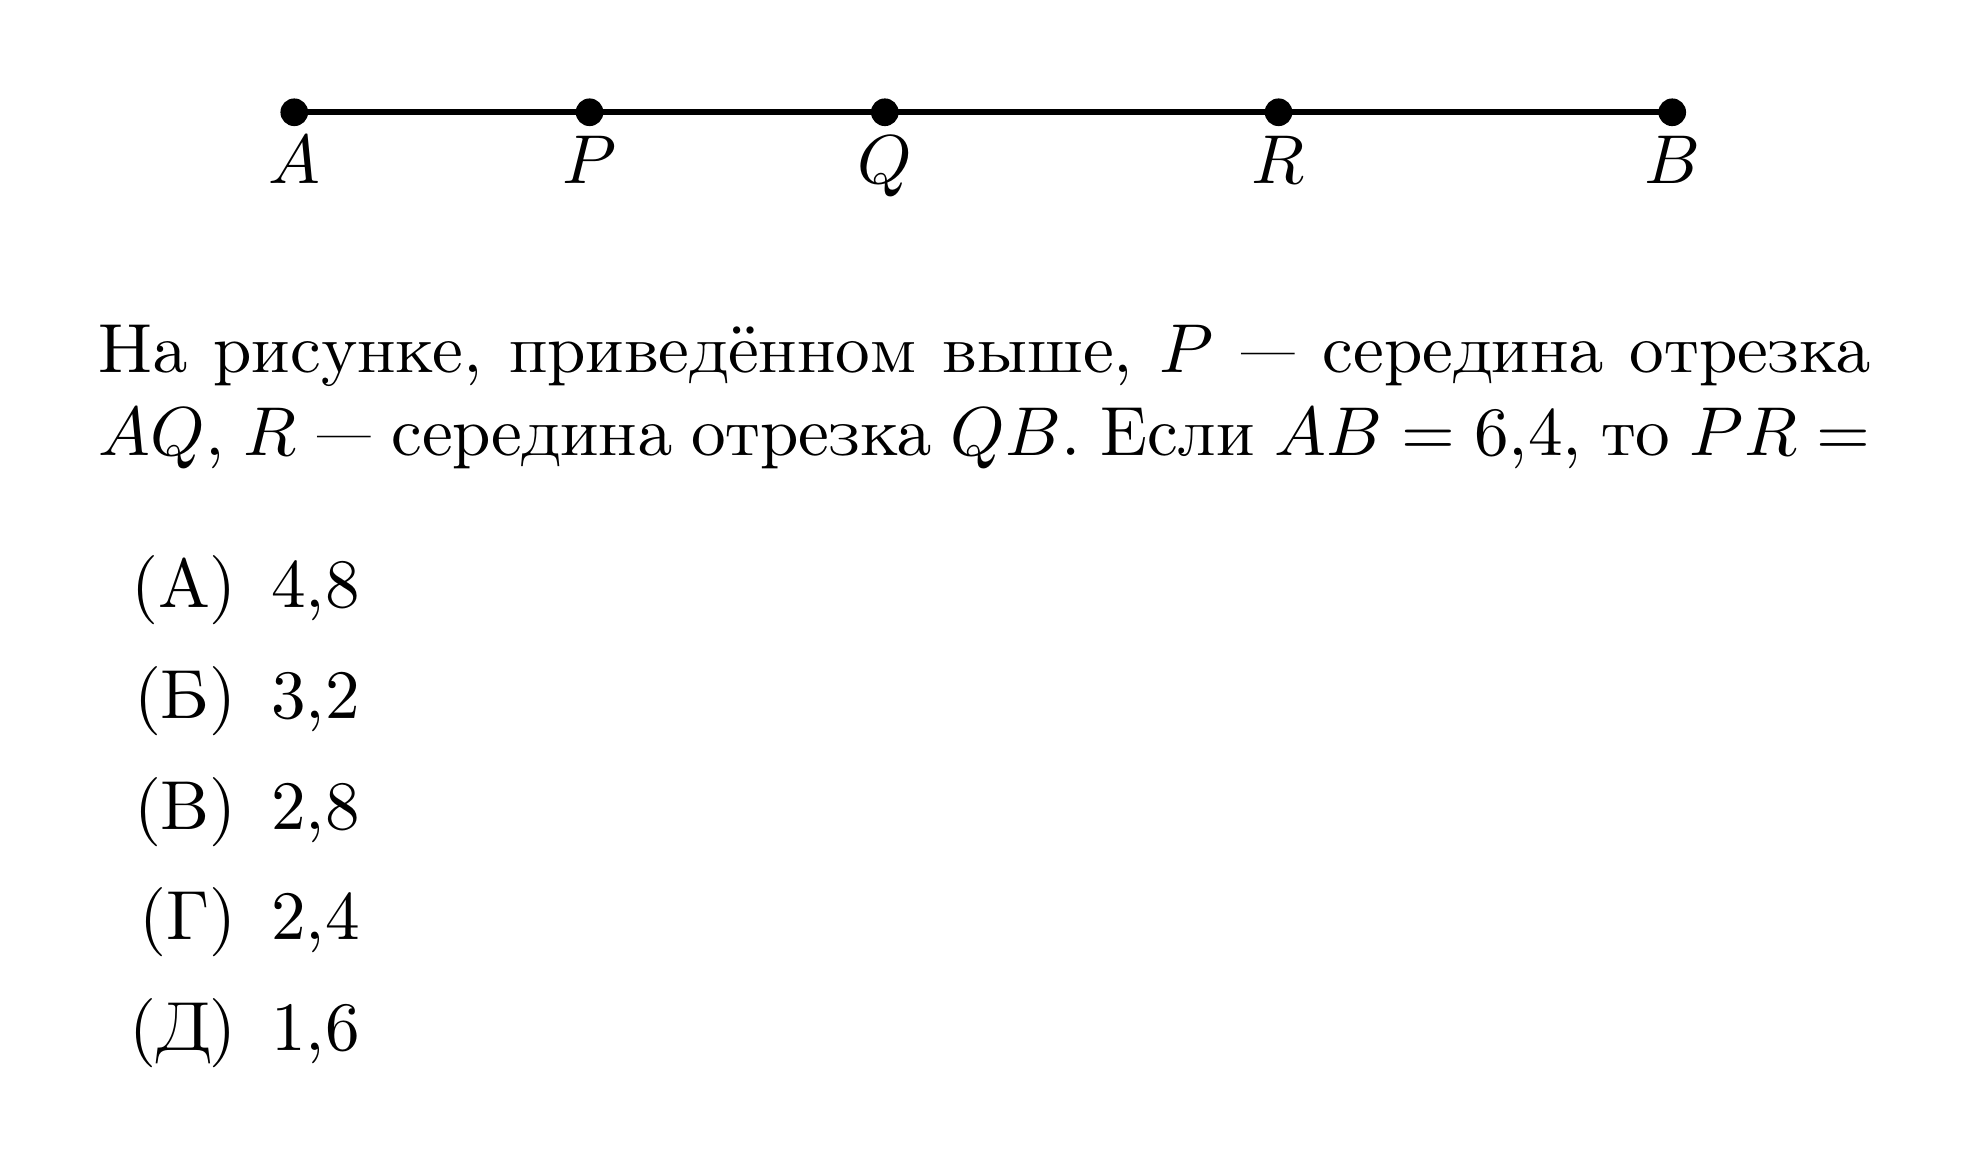 A P Q R B
На рисунке, приведённом выше, P — середина отрезка
AQ, R — середина отрезка QB. Если AB = 6,4, то PR =
(А) 4,8
(Б) 3,2
(В) 2,8
(Г) 2,4
(Д) 1,6